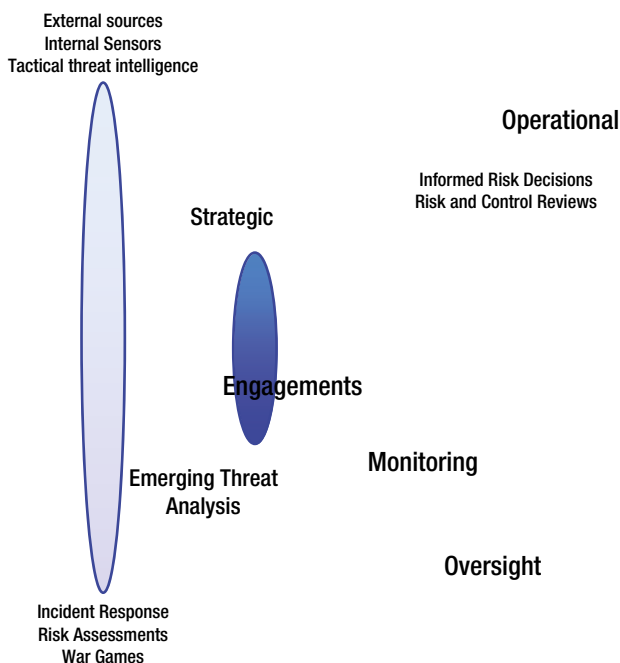 External sources
Internal Sensors
Tactical threat intelligence
Operational
Informed Risk Decisions
Risk and Control Reviews
Strategic
Engagements
Monitoring
Emerging Threat
Analysis
Oversight
Incident Response
Risk Assessments
War Games